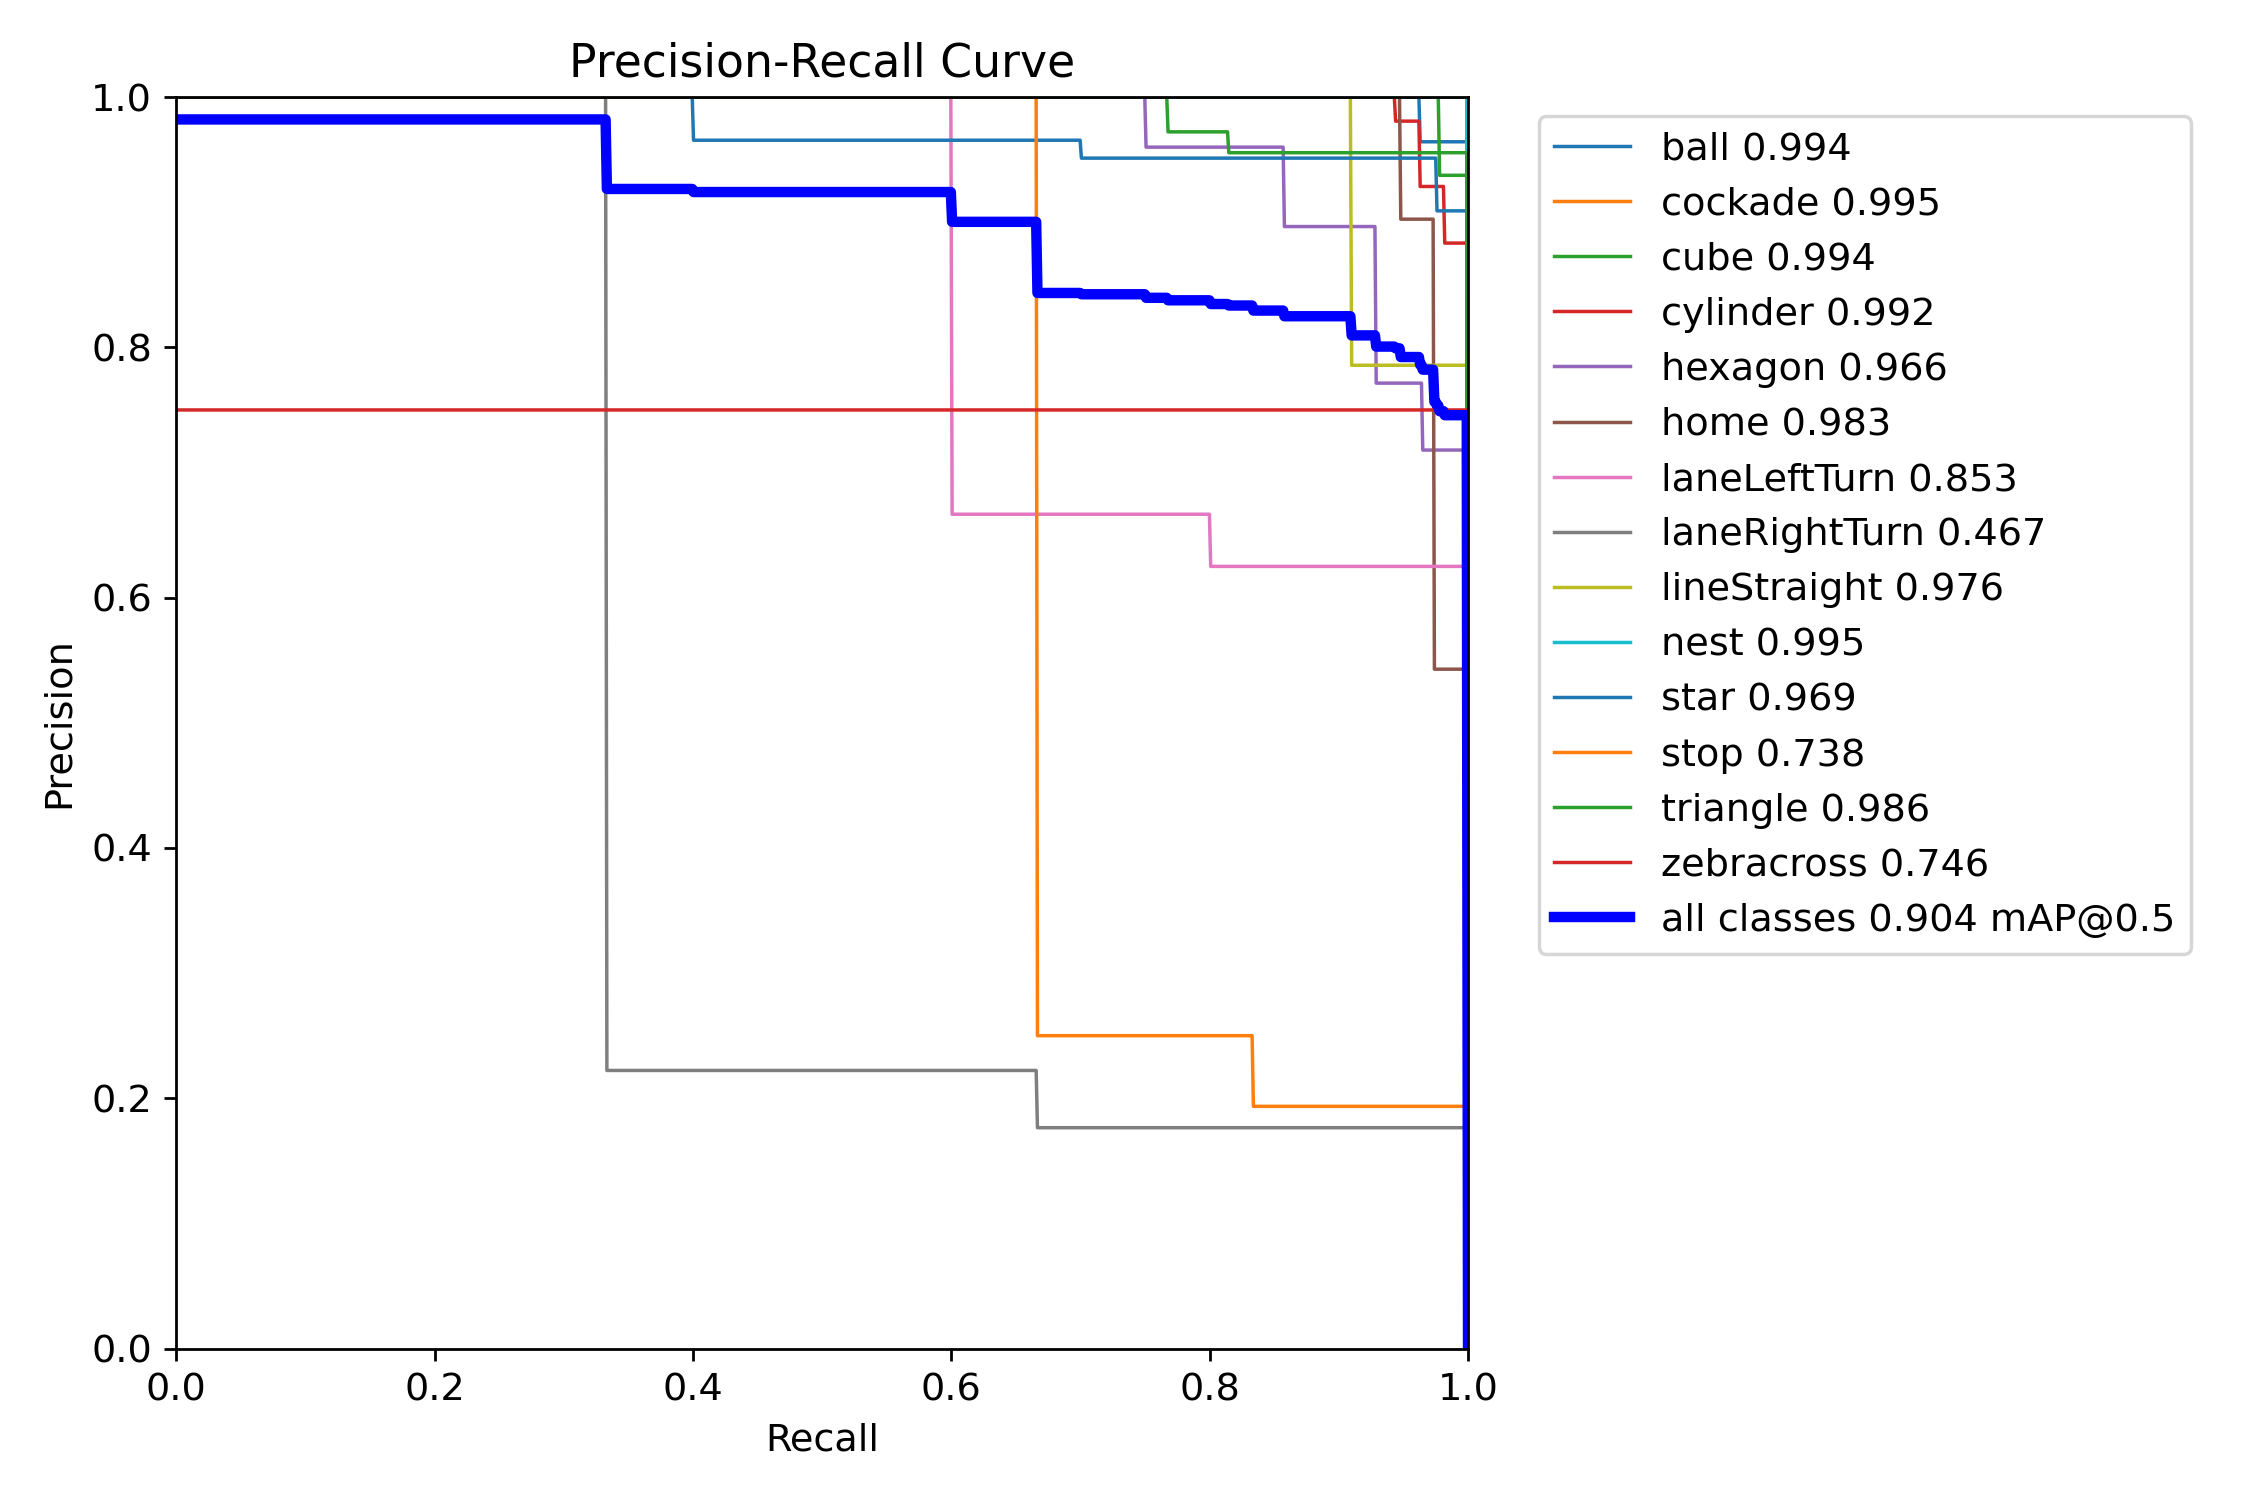 Precision-Recall Curve
1.0
0.8
0.6
0.4
0.2
0.0
Precision
0.0 0.2 0.4 0.6 0.8 1.0
Recall
ball 0.994
cockade 0.995
cube 0.994
cylinder 0.992
hexagon 0.966
home 0.983
laneLeftTurn 0.853
laneRightTurn 0.467
lineStraight 0.976
nest 0.995
star 0.969
stop 0.738
triangle 0.986
zebracross 0.746
all classes 0.904 mAP@0.5